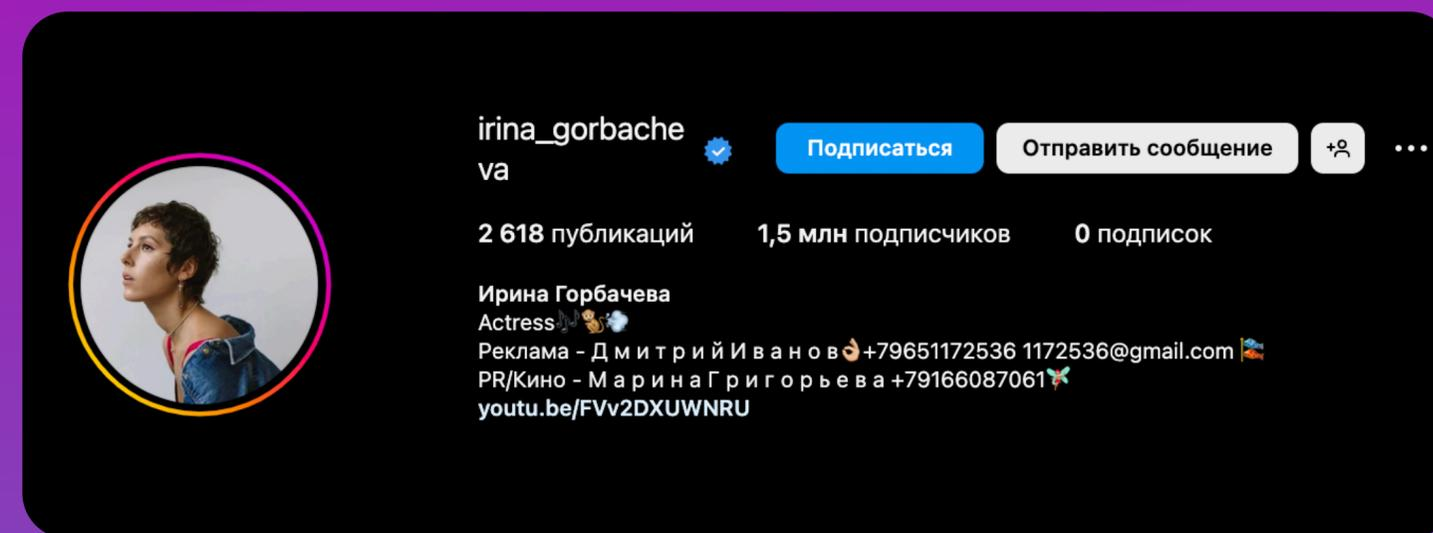 irina_gorbache
va
Подписаться
Отправить сообщение
2 618 публикаций 1,5 млн подписчиков 0 подписок
Ирина Горбачева
Actress🎶🐒💨
Реклама - Д м и т р и й И в а н о в👌🏼+79651172536 1172536@gmail.com 🎏
PR/Кино - М а р и н а Г р и г о р ь е в а +79166087061🧚
youtu.be/FVv2DXUWNRU